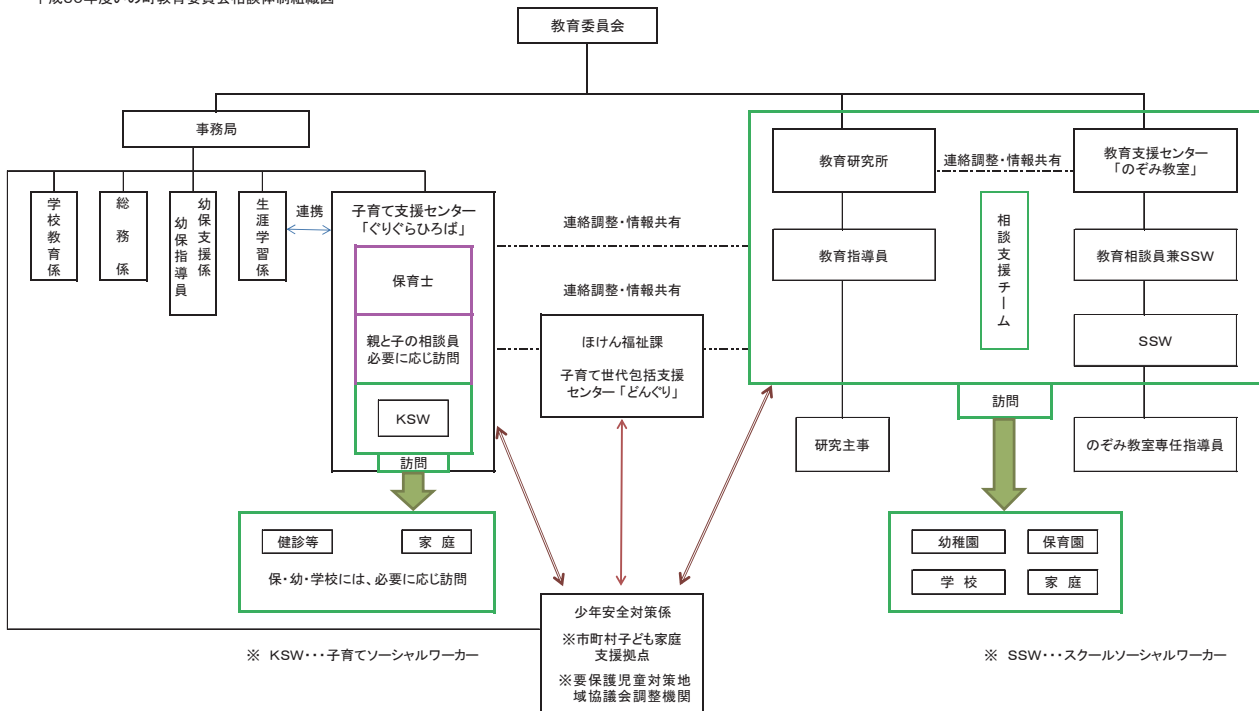 教育委員会
事務局
学校教育係
総務係
幼保支援係
幼保指導員
生涯学習係
連携
子育て支援センター
「ぐりぐらひろば」
保育士
親と子の相談員
必要に応じ訪問
KSW
訪問
健診等
家 庭
保・幼・学校には、必要に応じ訪問
※ KSW・・・子育てソーシャルワーカー
連絡調整・情報共有
連絡調整・情報共有
ほけん福祉課
子育て世代包括支援
センター「どんぐり」
少年安全対策係
※市町村子ども家庭
支援拠点
※要保護児童対策地
域協議会調整機関
教育研究所
連絡調整・情報共有
教育支援センター
「のぞみ教室」
教育指導員
相談支援チーム
教育相談員兼SSW
SSW
訪問
研究主事
のぞみ教室専任指導員
幼稚園
保育園
学 校
家 庭
※ SSW・・・スクールソーシャルワーカー